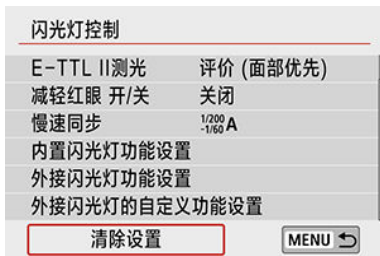 闪光灯控制
E-TTL II测光 评价 (面部优先)
减轻红眼 开/关 关闭
慢速同步 1/200-1/60 A
内置闪光灯功能设置
外接闪光灯功能设置
外接闪光灯的自定义功能设置
清除设置 MENU